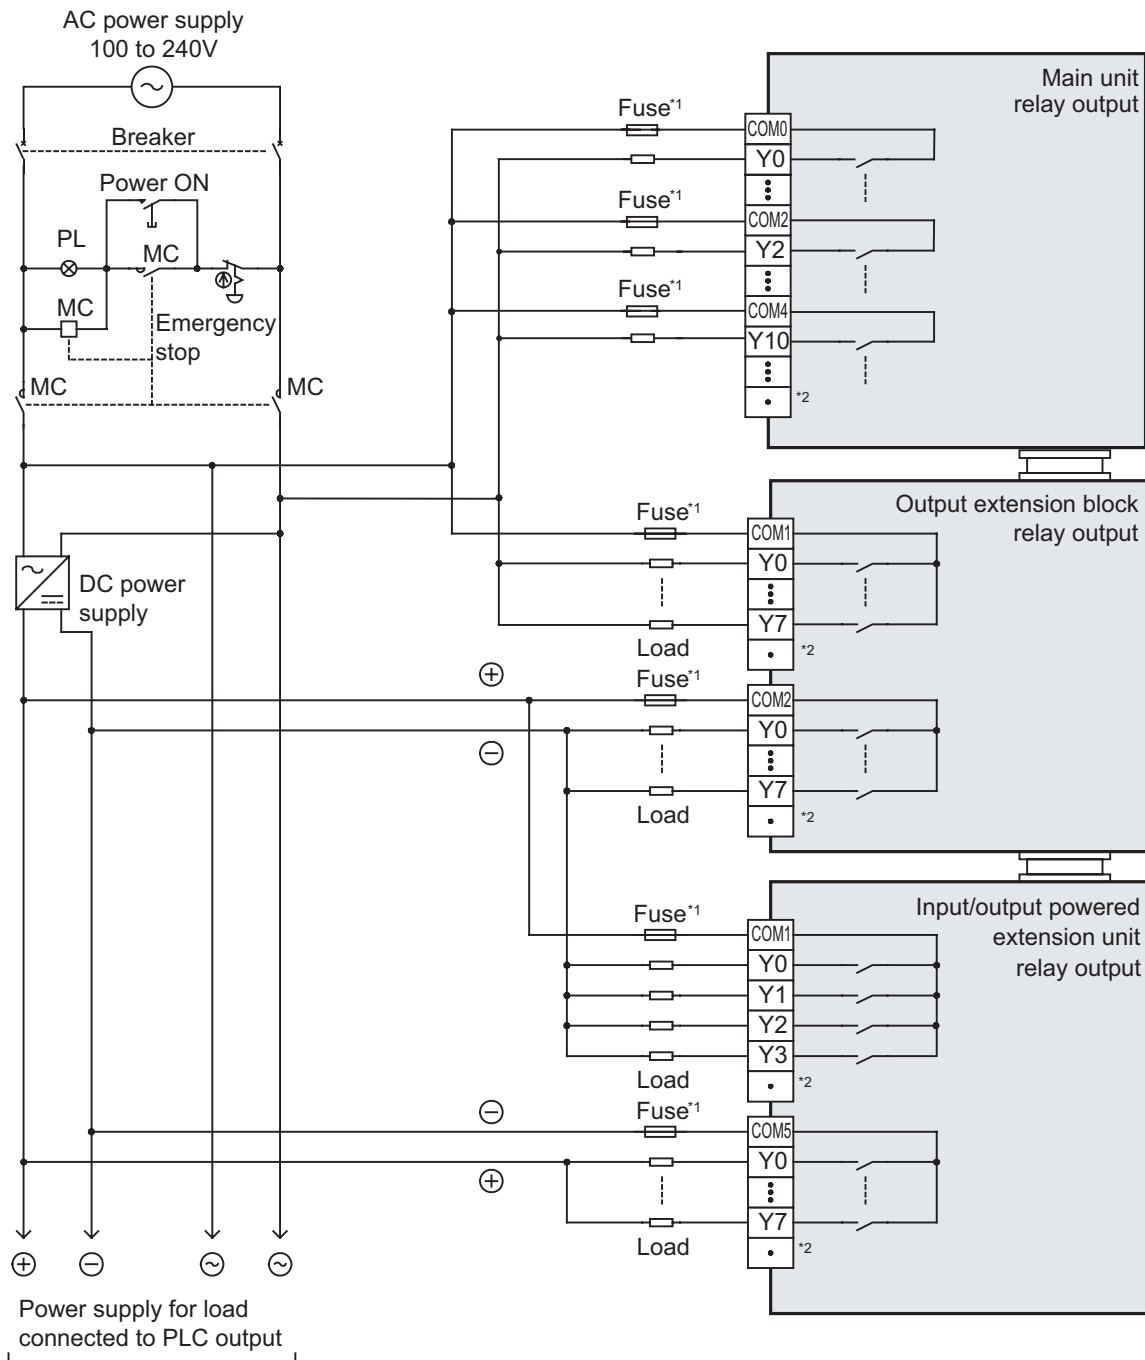 AC power supply
100 to 240V
Breaker
Power ON
PL
MC
MC
Emergency
stop
MC
MC
DC power
supply
Main unit
relay output
Fuse*1
COM0
Y0
Fuse*1
COM2
Y2
Fuse*1
COM4
Y10
*2
Output extension block
relay output
Fuse*1
COM1
Y0
Y7
Load
*2
Fuse*1
COM2
Y0
Y7
Load
*2
Input/output powered
extension unit
relay output
Fuse*1
COM1
Y0
Y1
Y2
Y3
Load
*2
Fuse*1
COM5
Y0
Y7
Load
*2
Power supply for load
connected to PLC output